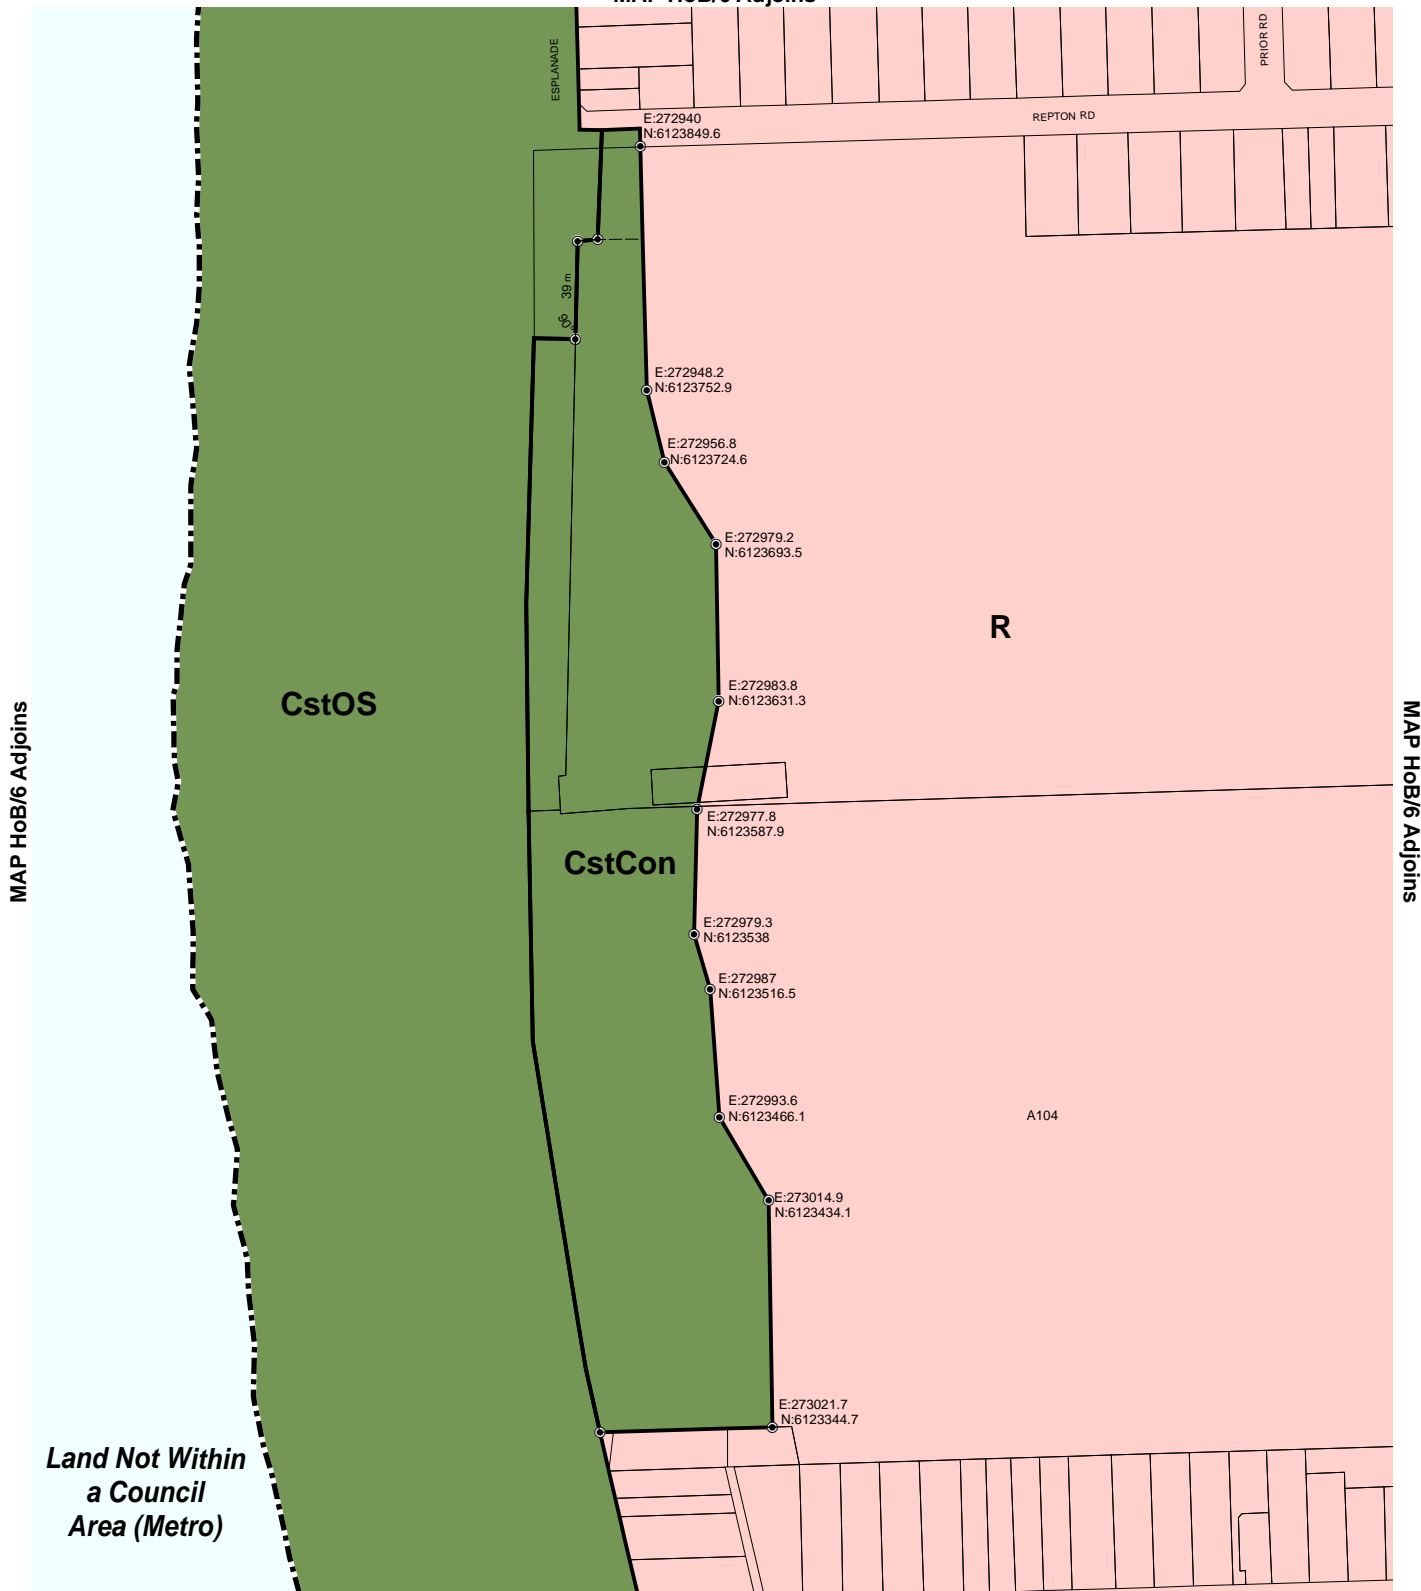 MAP HoB/6 Adjoins
ESPLANADE
PRIOR RD
REPTON RD
E:272940
N:6123849.6
39 m
90°
E:272948.2
N:6123752.9
E:272956.8
N:6123724.6
E:272979.2
N:6123693.5
R
E:272983.8
N:6123631.3
CstOS
MAP HoB/6 Adjoins
MAP HoB/6 Adjoins
E:272977.8
N:6123587.9
CstCon
E:272979.3
N:6123538
E:272987
N:6123516.5
E:272993.6
N:6123466.1
A104
E:273014.9
N:6123434.1
E:273021.7
N:6123344.7
Land Not Within
a Council
Area (Metro)